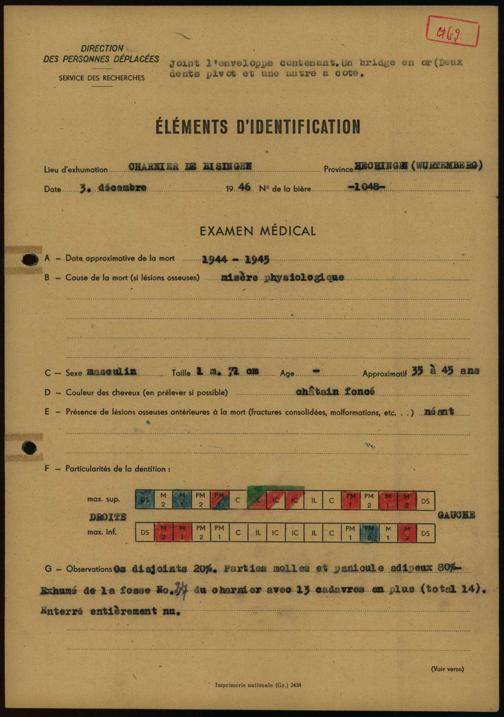 9169
DIRECTION
DES PERSONNES DÉPLACÉES
SERVICE DES RECHERCHES
Joint l'enveloppe contenant.Un bridge en or(Deux
dents pivot et une autre a coté.
ÉLÉMENTS D'IDENTIFICATION
Lieu d'exhumation CHARNIER DE BISINGEN Province HECHINGEN (WURTEMBERG)
Date 3. décembre 19 46 N° de la bière -1048-
EXAMEN MÉDICAL
A – Date approximative de la mort 1944 - 1945
B – Cause de la mort (si lésions osseuses) misère physiologique
C – Sexe masculin Taille 1 m. 72 cm Age - Approximatif 35 à 45 ans
D – Couleur des cheveux (en prélever si possible) châtain foncé
E – Présence de lésions osseuses antérieures à la mort (fractures consolidées, malformations, etc. . .) néant
F – Particularités de la dentition :
max. sup. DS M 2 M 1 PM 2 PM 1 C IL IC IC IL C PM 1 PM 2 M 1 M 2 DS
DROITE GAUCHE
max. inf. DS M 2 M 1 PM 2 PM 1 C IL IC IC IL C PM 1 PM 2 M 1 M 2 DS
G – Observations Os disjoints 20%. Parties molles et panicule adipeux 80%-
Exhumé de la fosse No. 27 du charnier avec 13 cadavres en plus (total 14).
Enterré entièrement nu.
(Voir verso)
Imprimerie nationale (Gr.) 3434